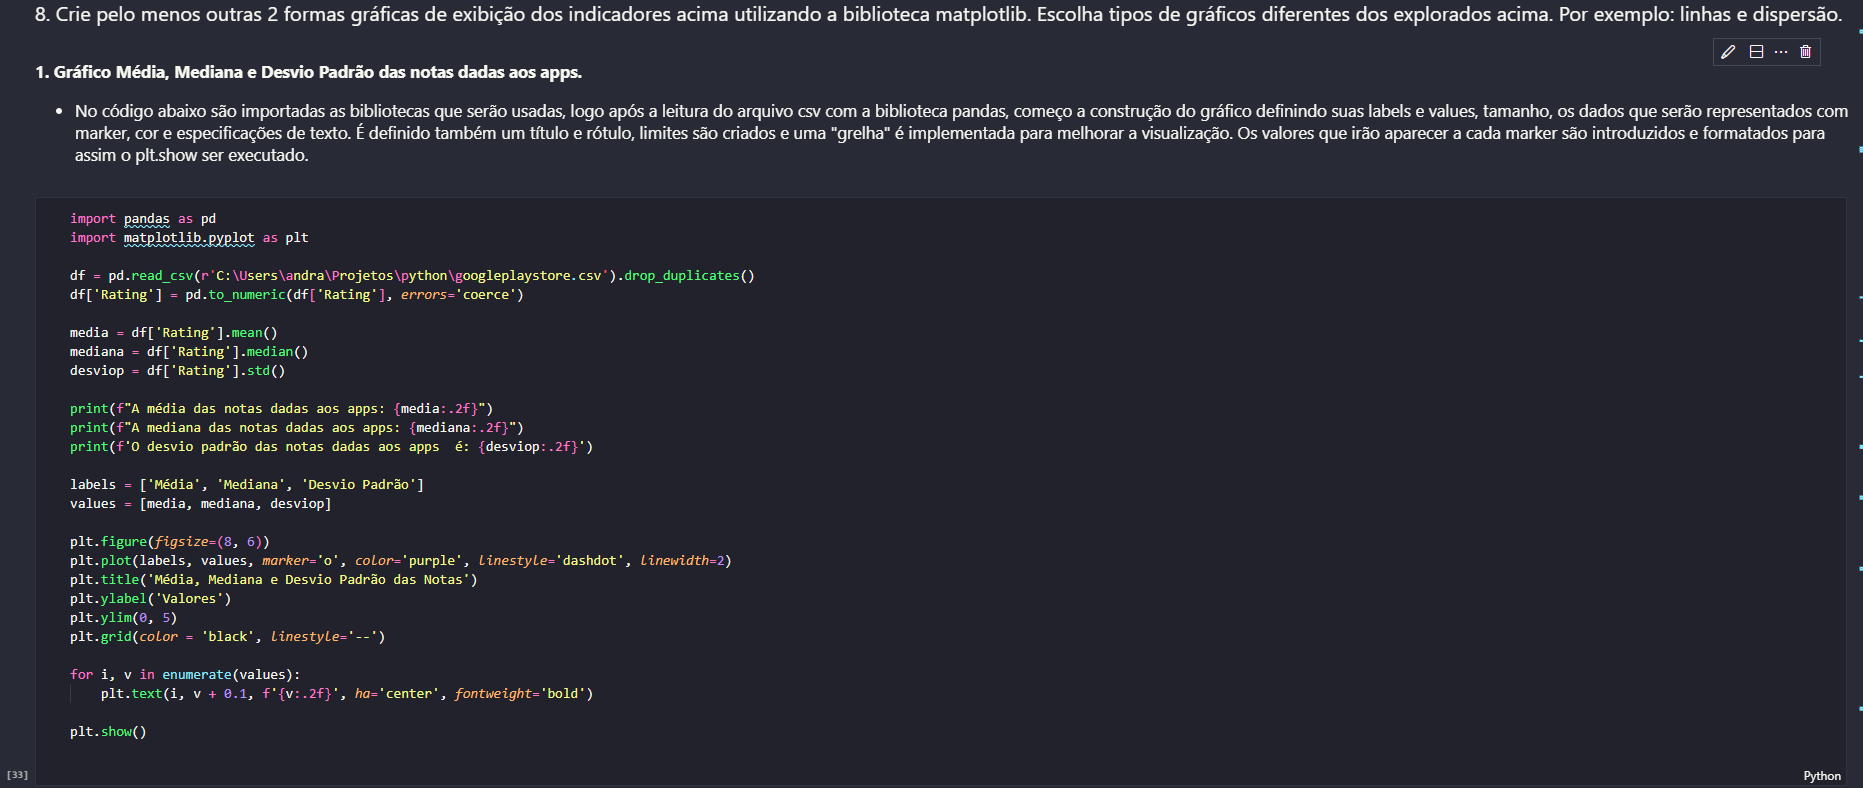 8. Crie pelo menos outras 2 formas gráficas de exibição dos indicadores acima utilizando a biblioteca matplotlib. Escolha tipos de gráficos diferentes dos explorados acima. Por exemplo: linhas e dispersão.
1. Gráfico Média, Mediana e Desvio Padrão das notas dadas aos apps.
• No código abaixo são importadas as bibliotecas que serão usadas, logo após a leitura do arquivo csv com a biblioteca pandas, começo a construção do gráfico definindo suas labels e values, tamanho, os dados que serão representados com
marker, cor e especificações de texto. É definido também um título e rótulo, limites são criados e uma "grelha" é implementada para melhorar a visualização. Os valores que irão aparecer a cada marker são introduzidos e formatados para
assim o plt.show ser executado.
import pandas as pd
import matplotlib.pyplot as plt
df = pd.read_csv(r'C:\Users\andra\Projetos\python\googleplaystore.csv').drop_duplicates()
df['Rating'] = pd.to_numeric(df['Rating'], errors='coerce')
media = df['Rating'].mean()
mediana = df['Rating'].median()
desviop = df['Rating'].std()
print(f"A média das notas dadas aos apps: {media:.2f}")
print(f"A mediana das notas dadas aos apps: {mediana:.2f}")
print(f'O desvio padrão das notas dadas aos apps  é: {desviop:.2f}')
labels = ['Média', 'Mediana', 'Desvio Padrão']
values = [media, mediana, desviop]
plt.figure(figsize=(8, 6))
plt.plot(labels, values, marker='o', color='purple', linestyle='dashdot', linewidth=2)
plt.title('Média, Mediana e Desvio Padrão das Notas')
plt.ylabel('Valores')
plt.ylim(0, 5)
plt.grid(color = 'black', linestyle='--')
for i, v in enumerate(values):
    plt.text(i, v + 0.1, f'{v:.2f}', ha='center', fontweight='bold')
plt.show()
[33]
Python